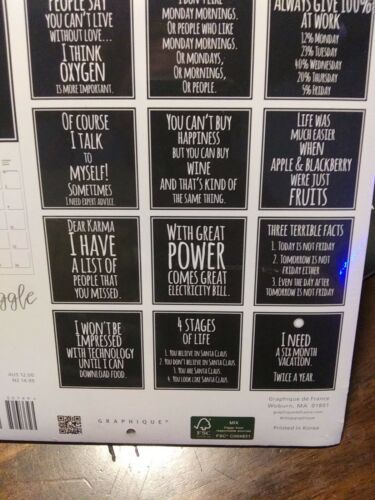 PEOPLE SAY
YOU CAN'T LIVE
WITHOUT LOVE...
I THINK
OXYGEN
IS MORE IMPORTANT.
I DON'T LIKE
MONDAY MORNINGS.
OR PEOPLE WHO LIKE
MONDAY MORNINGS.
OR MONDAYS,
OR MORNINGS,
OR PEOPLE.
ALWAYS GIVE 100%
AT WORK
12% MONDAY
23% TUESDAY
40% WEDNESDAY
20% THURSDAY
5% FRIDAY
OF COURSE
I TALK
TO
MYSELF!
SOMETIMES
I NEED EXPERT ADVICE.
YOU CAN'T BUY
HAPPINESS
BUT YOU CAN BUY
WINE
AND THAT'S KIND OF
THE SAME THING.
LIFE WAS
MUCH EASIER
WHEN
APPLE & BLACKBERRY
WERE JUST
FRUITS
DEAR KARMA
I HAVE
A LIST OF
PEOPLE THAT
YOU MISSED.
WITH GREAT
POWER
COMES GREAT
ELECTRICITY BILL.
THREE TERRIBLE FACTS
1. TODAY IS NOT FRIDAY
2. TOMORROW IS NOT
FRIDAY EITHER
3. EVEN THE DAY AFTER
TOMORROW IS NOT FRIDAY
I WON'T BE
IMPRESSED
WITH TECHNOLOGY
UNTIL I CAN
DOWNLOAD FOOD.
4 STAGES
OF LIFE
1. YOU BELIEVE IN SANTA CLAUS
2. YOU DON'T BELIEVE IN SANTA CLAUS
3. YOU ARE SANTA CLAUS
4. YOU LOOK LIKE SANTA CLAUS
I NEED
A SIX MONTH
VACATION,
TWICE A YEAR.
AUS 12.00
NZ 14.95
GRAPHIQUE®
FSC
MIX
Paper from
responsible sources
FSC® C004831
Graphique de France
Woburn, MA 01801
graphiquedefrance.com
Printed in Korea